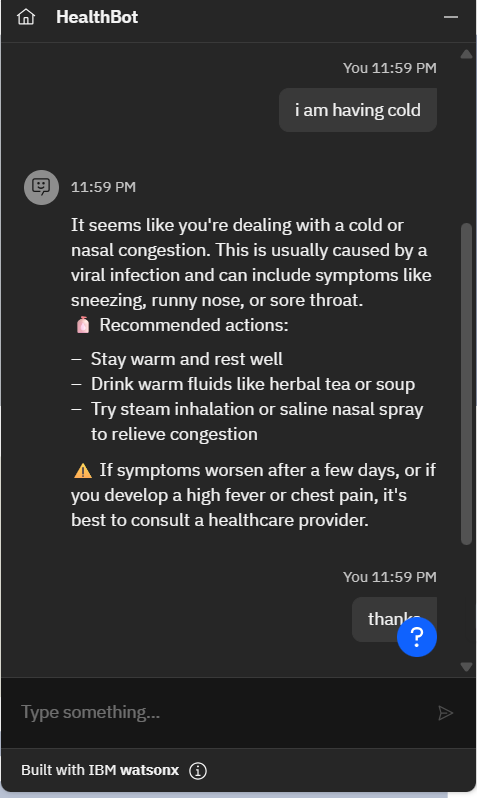 HealthBot
You 11:59 PM
i am having cold
11:59 PM
It seems like you're dealing with a cold or
nasal congestion. This is usually caused by a
viral infection and can include symptoms like
sneezing, runny nose, or sore throat.
🧴 Recommended actions:
– Stay warm and rest well
– Drink warm fluids like herbal tea or soup
– Try steam inhalation or saline nasal spray
to relieve congestion
⚠️ If symptoms worsen after a few days, or if
you develop a high fever or chest pain, it's
best to consult a healthcare provider.
You 11:59 PM
thanks
?
Type something...
Built with IBM watsonx